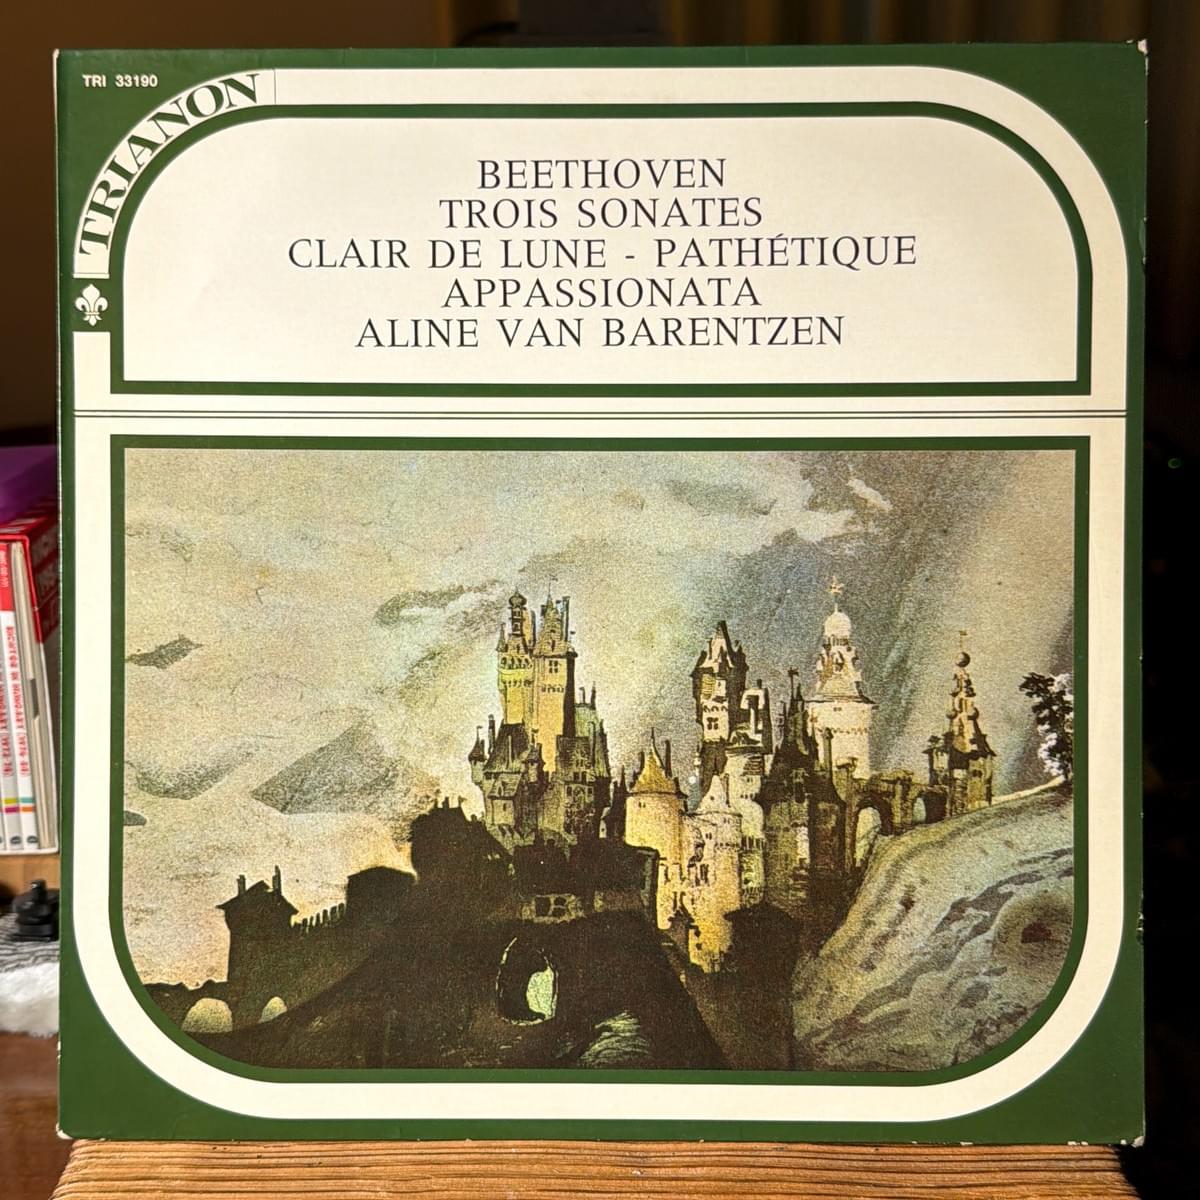 TRI 33190
TRIANON
BEETHOVEN
TROIS SONATES
CLAIR DE LUNE - PATHÉTIQUE
APPASSIONATA
ALINE VAN BARENTZEN